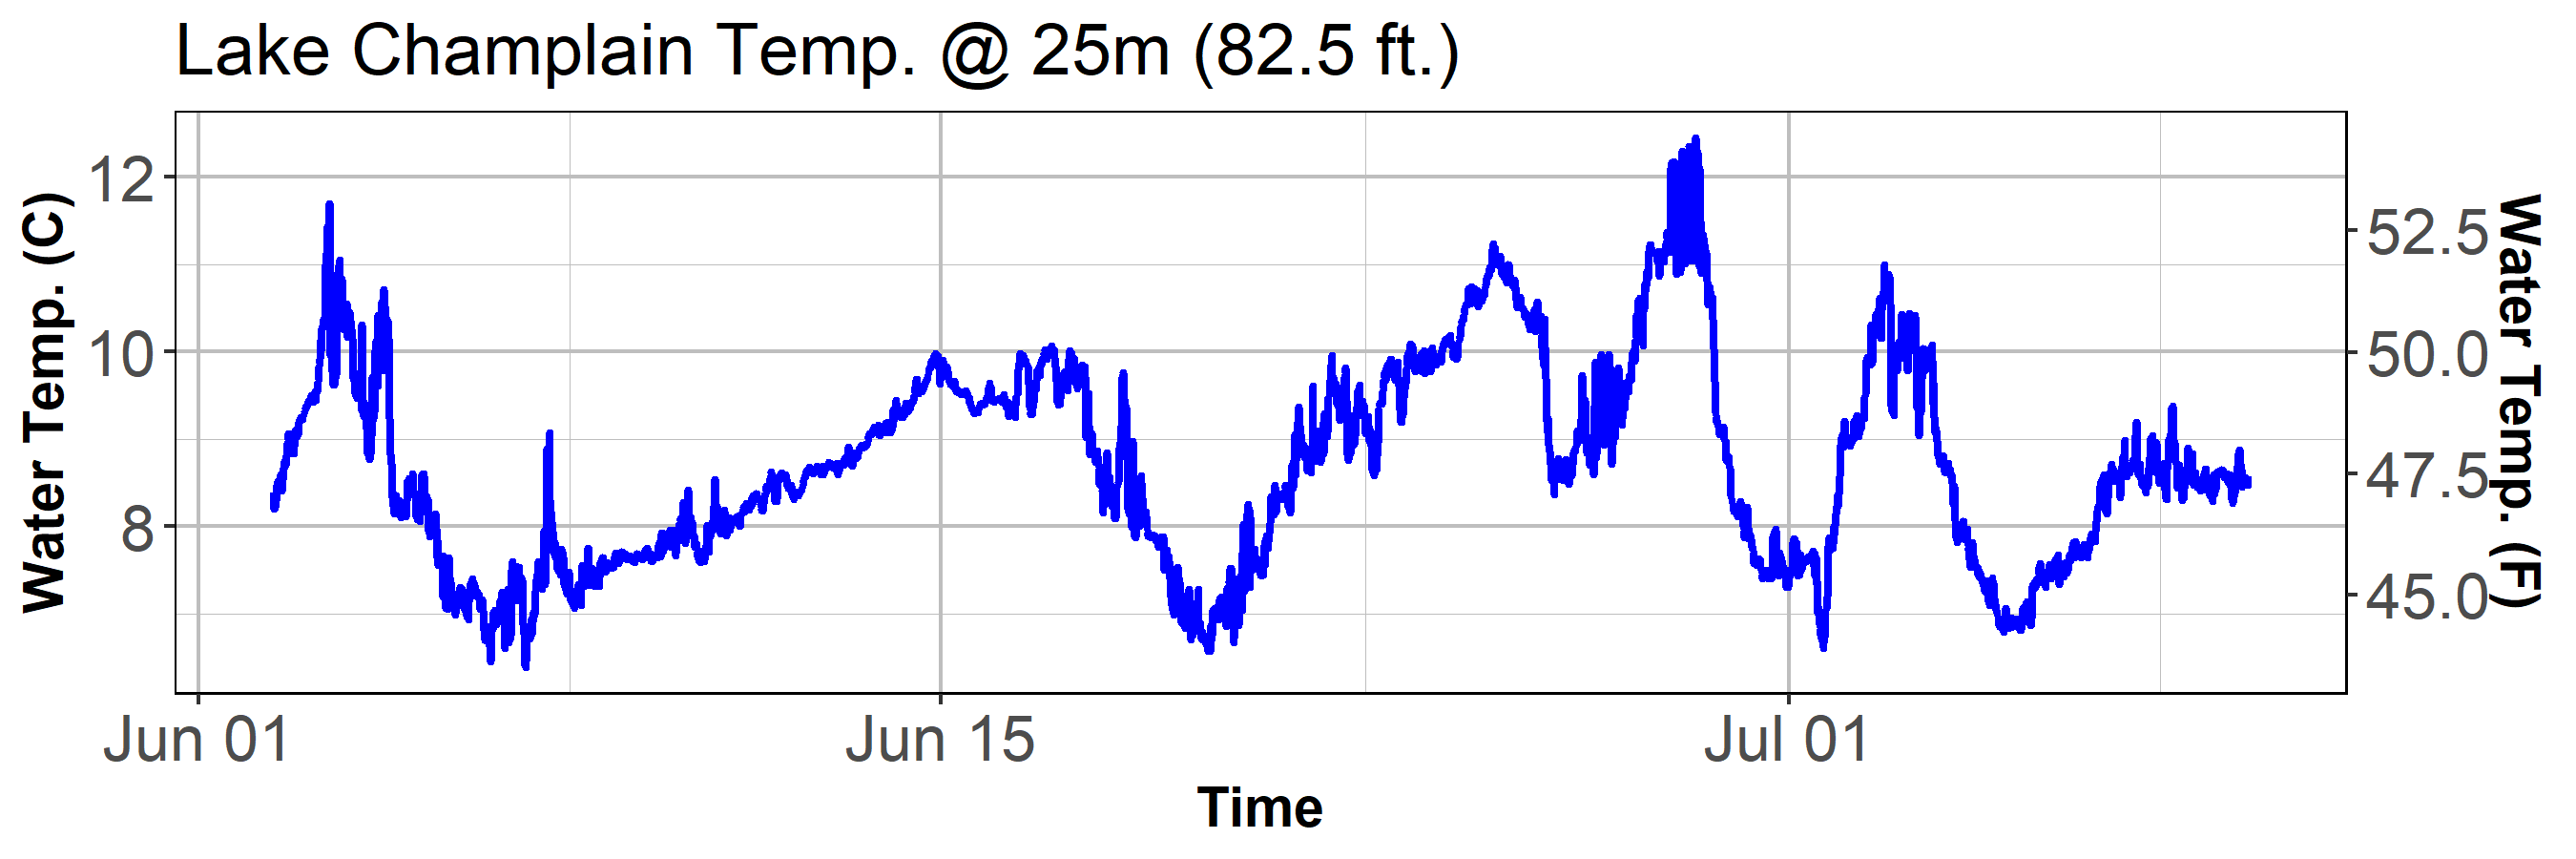 Lake Champlain Temp. @ 25m (82.5 ft.)
Water Temp. (C)
12
10
8
52.5
50.0
47.5
45.0
Water Temp. (F)
Jun 01
Jun 15
Jul 01
Time